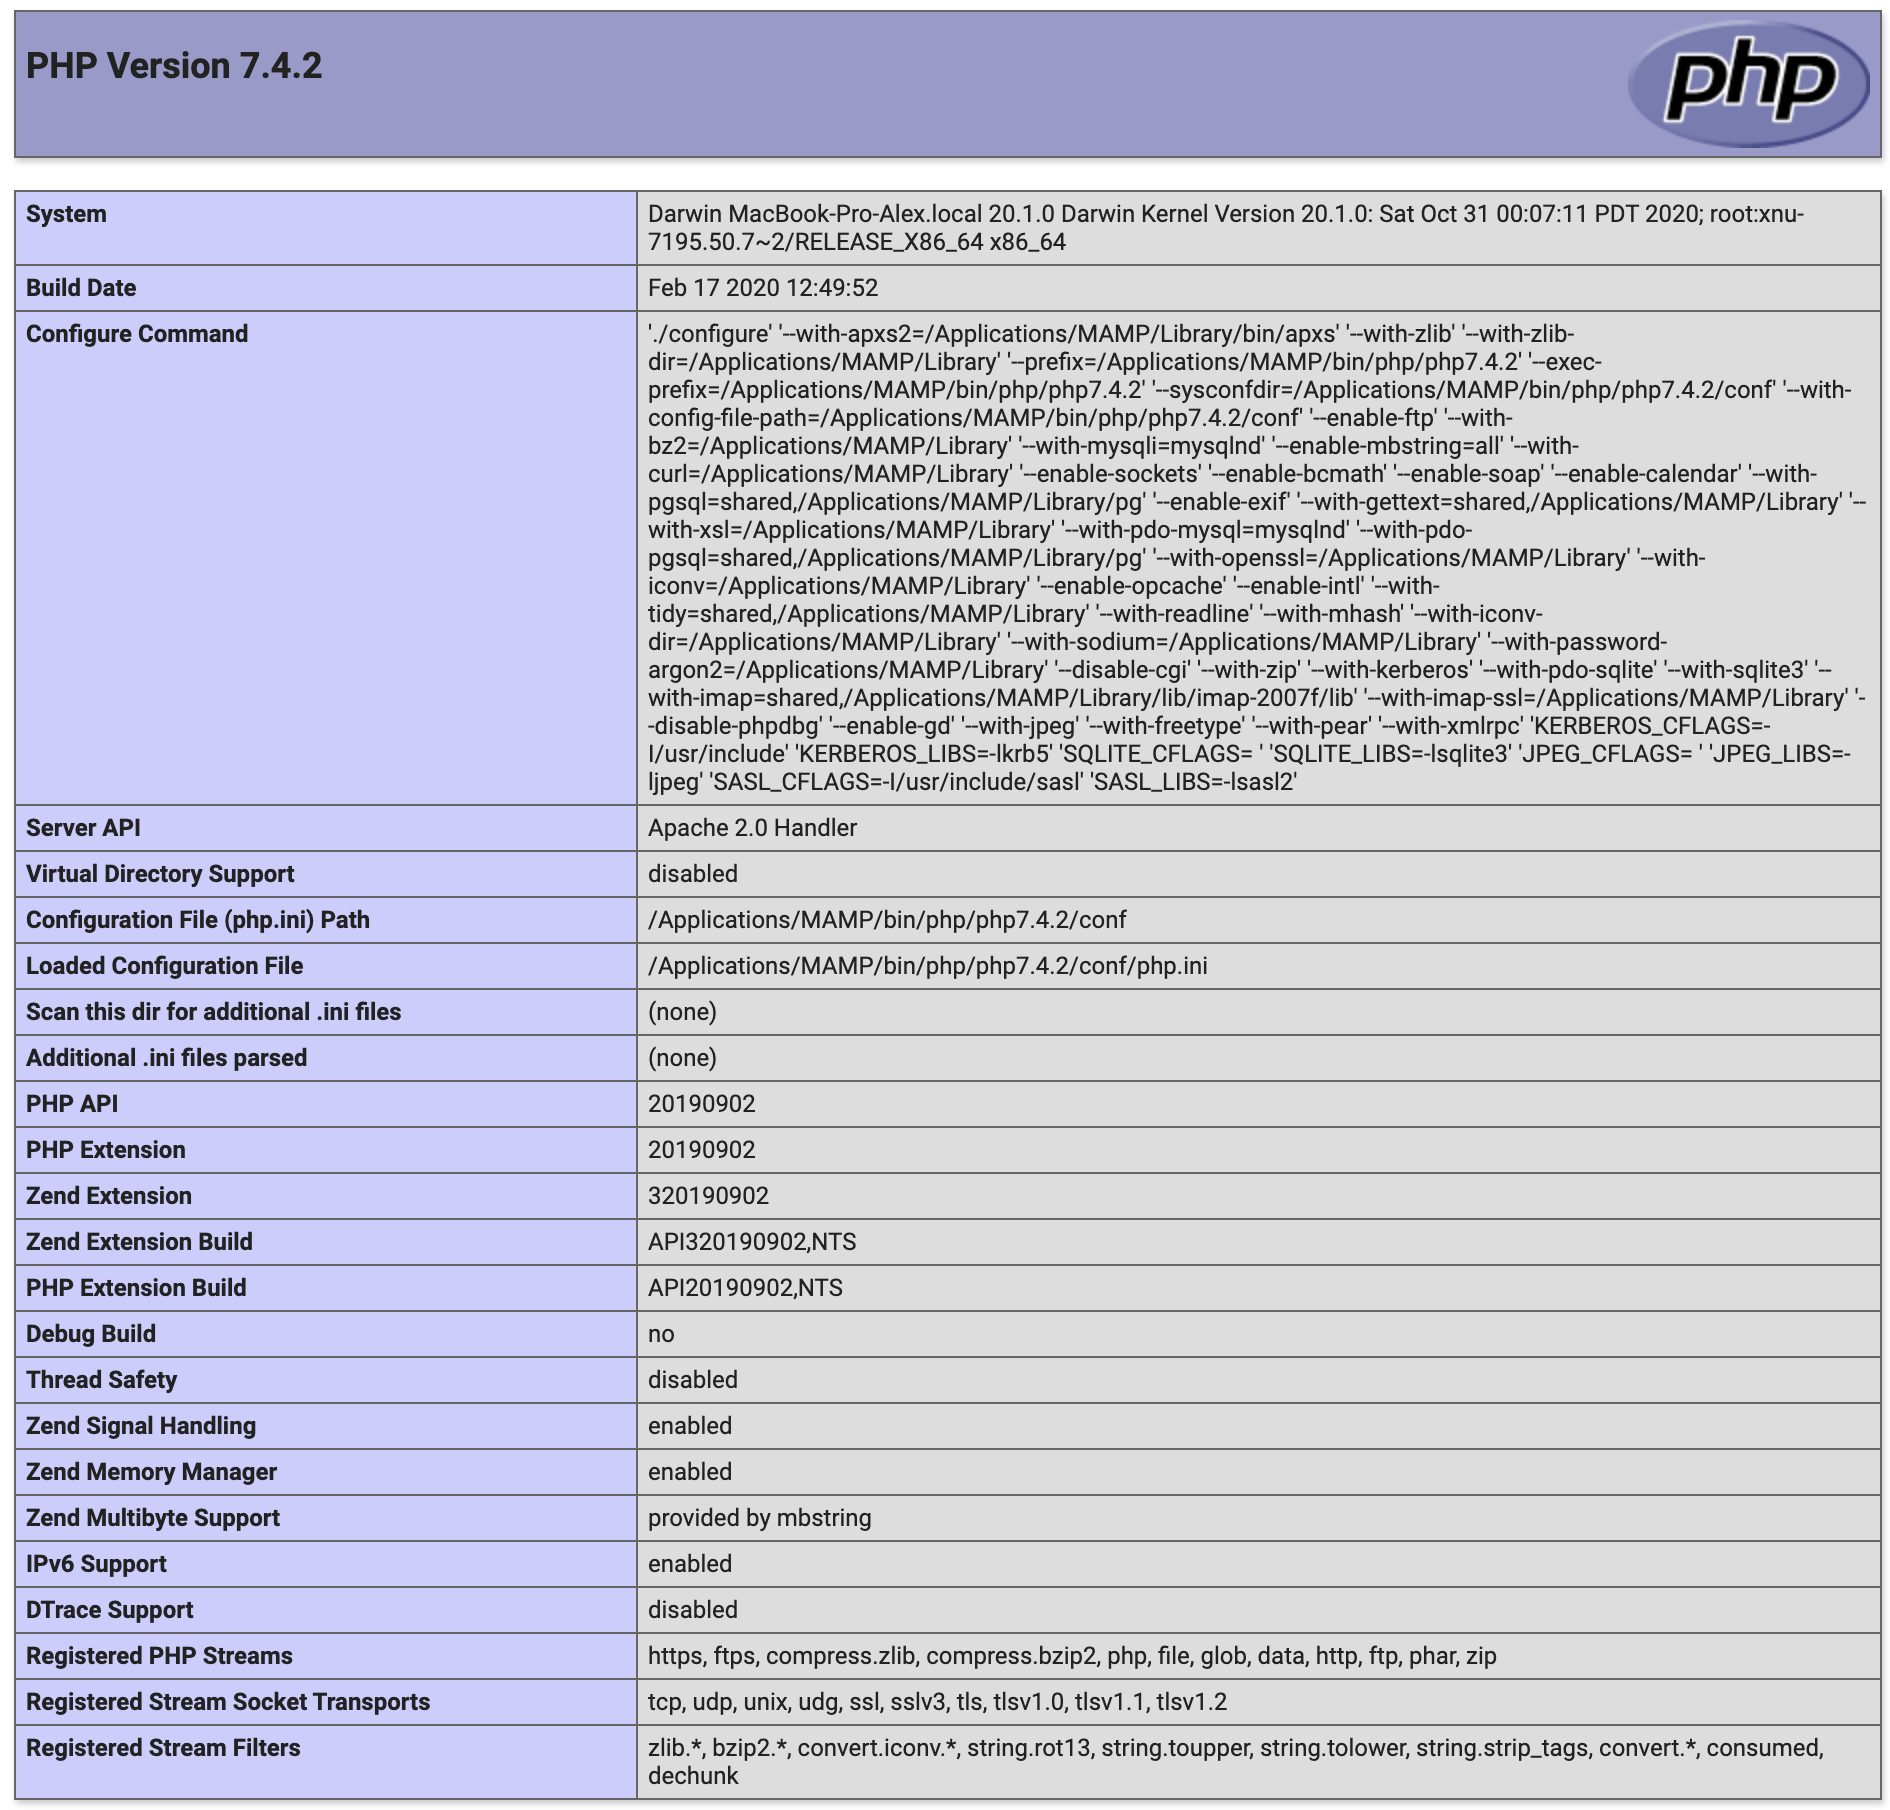 PHP Version 7.4.2
php
System
Darwin MacBook-Pro-Alex.local 20.1.0 Darwin Kernel Version 20.1.0: Sat Oct 31 00:07:11 PDT 2020; root:xnu-
7195.50.7~2/RELEASE_X86_64 x86_64
Build Date
Feb 17 2020 12:49:52
Configure Command
'./configure' '--with-apxs2=/Applications/MAMP/Library/bin/apxs' '--with-zlib' '--with-zlib-
dir=/Applications/MAMP/Library' '--prefix=/Applications/MAMP/bin/php/php7.4.2' '--exec-
prefix=/Applications/MAMP/bin/php/php7.4.2' '--sysconfdir=/Applications/MAMP/bin/php/php7.4.2/conf' '--with-
config-file-path=/Applications/MAMP/bin/php/php7.4.2/conf' '--enable-ftp' '--with-
bz2=/Applications/MAMP/Library' '--with-mysqli=mysqlnd' '--enable-mbstring=all' '--with-
curl=/Applications/MAMP/Library' '--enable-sockets' '--enable-bcmath' '--enable-soap' '--enable-calendar' '--with-
pgsql=shared,/Applications/MAMP/Library/pg' '--enable-exif' '--with-gettext=shared,/Applications/MAMP/Library' '--
with-xsl=/Applications/MAMP/Library' '--with-pdo-mysql=mysqlnd' '--with-pdo-
pgsql=shared,/Applications/MAMP/Library/pg' '--with-openssl=/Applications/MAMP/Library' '--with-
iconv=/Applications/MAMP/Library' '--enable-opcache' '--enable-intl' '--with-
tidy=shared,/Applications/MAMP/Library' '--with-readline' '--with-mhash' '--with-iconv-
dir=/Applications/MAMP/Library' '--with-sodium=/Applications/MAMP/Library' '--with-password-
argon2=/Applications/MAMP/Library' '--disable-cgi' '--with-zip' '--with-kerberos' '--with-pdo-sqlite' '--with-sqlite3' '--
with-imap=shared,/Applications/MAMP/Library/lib/imap-2007f/lib' '--with-imap-ssl=/Applications/MAMP/Library' '-
-disable-phpdbg' '--enable-gd' '--with-jpeg' '--with-freetype' '--with-pear' '--with-xmlrpc' 'KERBEROS_CFLAGS=-
I/usr/include' 'KERBEROS_LIBS=-lkrb5' 'SQLITE_CFLAGS= ' 'SQLITE_LIBS=-lsqlite3' 'JPEG_CFLAGS= ' 'JPEG_LIBS=-
ljpeg' 'SASL_CFLAGS=-I/usr/include/sasl' 'SASL_LIBS=-lsasl2'
Server API
Apache 2.0 Handler
Virtual Directory Support
disabled
Configuration File (php.ini) Path
/Applications/MAMP/bin/php/php7.4.2/conf
Loaded Configuration File
/Applications/MAMP/bin/php/php7.4.2/conf/php.ini
Scan this dir for additional .ini files
(none)
Additional .ini files parsed
(none)
PHP API
20190902
PHP Extension
20190902
Zend Extension
320190902
Zend Extension Build
API320190902,NTS
PHP Extension Build
API20190902,NTS
Debug Build
no
Thread Safety
disabled
Zend Signal Handling
enabled
Zend Memory Manager
enabled
Zend Multibyte Support
provided by mbstring
IPv6 Support
enabled
DTrace Support
disabled
Registered PHP Streams
https, ftps, compress.zlib, compress.bzip2, php, file, glob, data, http, ftp, phar, zip
Registered Stream Socket Transports
tcp, udp, unix, udg, ssl, sslv3, tls, tlsv1.0, tlsv1.1, tlsv1.2
Registered Stream Filters
zlib.*, bzip2.*, convert.iconv.*, string.rot13, string.toupper, string.tolower, string.strip_tags, convert.*, consumed,
dechunk